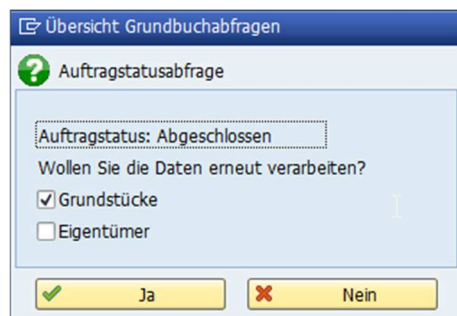 Übersicht Grundbuchabfragen
Auftragstatusabfrage
Auftragstatus: Abgeschlossen
Wollen Sie die Daten erneut verarbeiten?
Grundstücke
Eigentümer
Ja
Nein